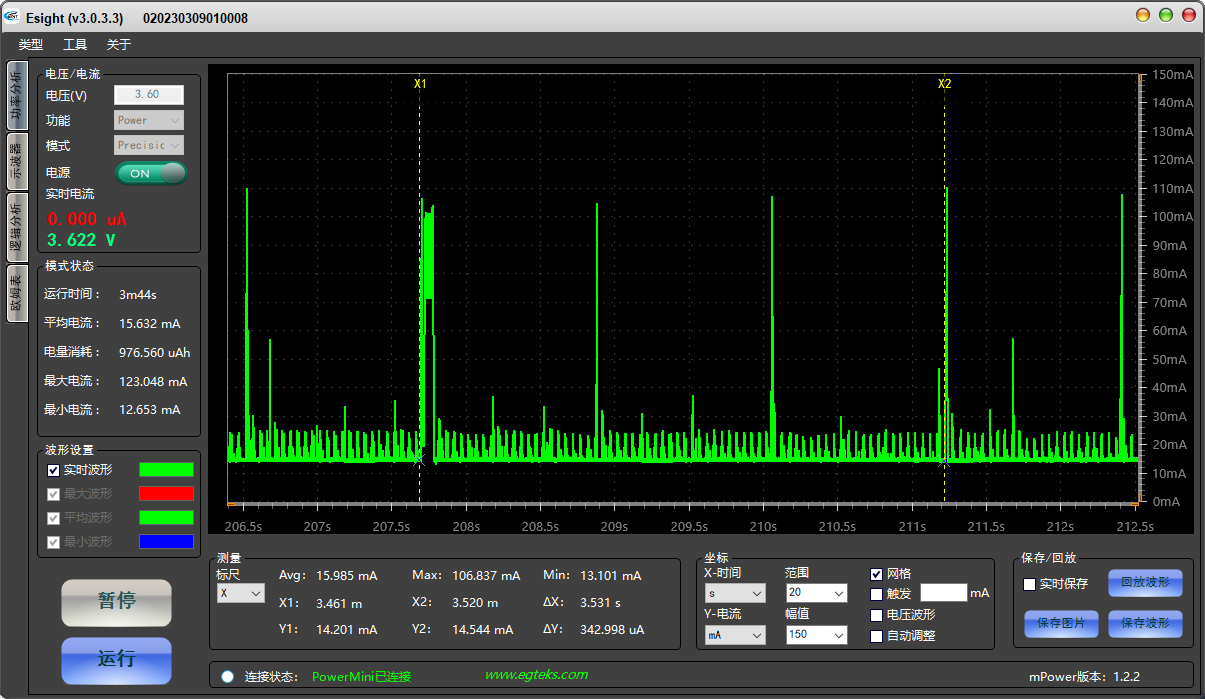 Esight (v3.0.3.3) 020230309010008
类型 工具 关于
功率分析
示波器
逻辑分析
欧姆表
电压/电流
电压(V) 3.60
功能 Power
模式 Precisic
电源 ON
实时电流
0.000 uA
3.622 V
模式状态
运行时间： 3m44s
平均电流： 15.632 mA
电量消耗： 976.560 uAh
最大电流： 123.048 mA
最小电流： 12.653 mA
波形设置
实时波形
最大波形
平均波形
最小波形
暂停
运行
X1 X2
150mA
140mA
130mA
120mA
110mA
100mA
90mA
80mA
70mA
60mA
50mA
40mA
30mA
20mA
10mA
0mA
206.5s 207s 207.5s 208s 208.5s 209s 209.5s 210s 210.5s 211s 211.5s 212s 212.5s
测量
标尺
X
Avg: 15.985 mA Max: 106.837 mA Min: 13.101 mA
X1: 3.461 m X2: 3.520 m ΔX: 3.531 s
Y1: 14.201 mA Y2: 14.544 mA ΔY: 342.998 uA
坐标
X-时间 范围
s 20
Y-电流 幅值
mA 150
网格
触发 mA
电压波形
自动调整
保存/回放
实时保存 回放波形
保存图片 保存波形
连接状态： PowerMini已连接 www.egteks.com mPower版本： 1.2.2